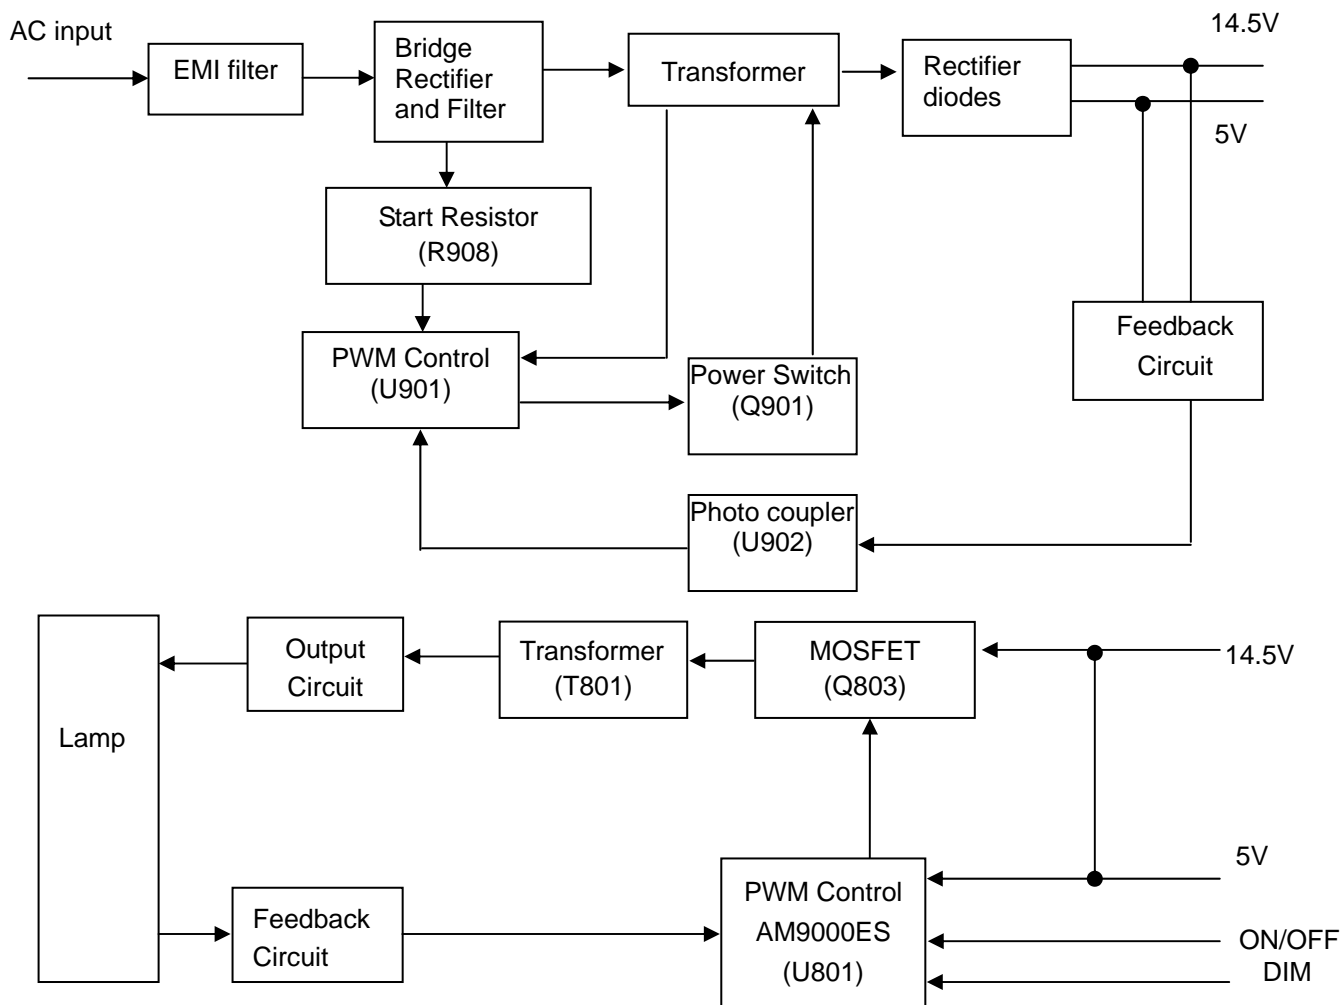 AC input
EMI filter
Bridge
Rectifier
and Filter
Transformer
Rectifier
diodes
14.5V
5V
Start Resistor
(R908)
PWM Control
(U901)
Power Switch
(Q901)
Feedback
Circuit
Photo coupler
(U902)
Lamp
Output
Circuit
Transformer
(T801)
MOSFET
(Q803)
14.5V
5V
Feedback
Circuit
PWM Control
AM9000ES
(U801)
ON/OFF
DIM